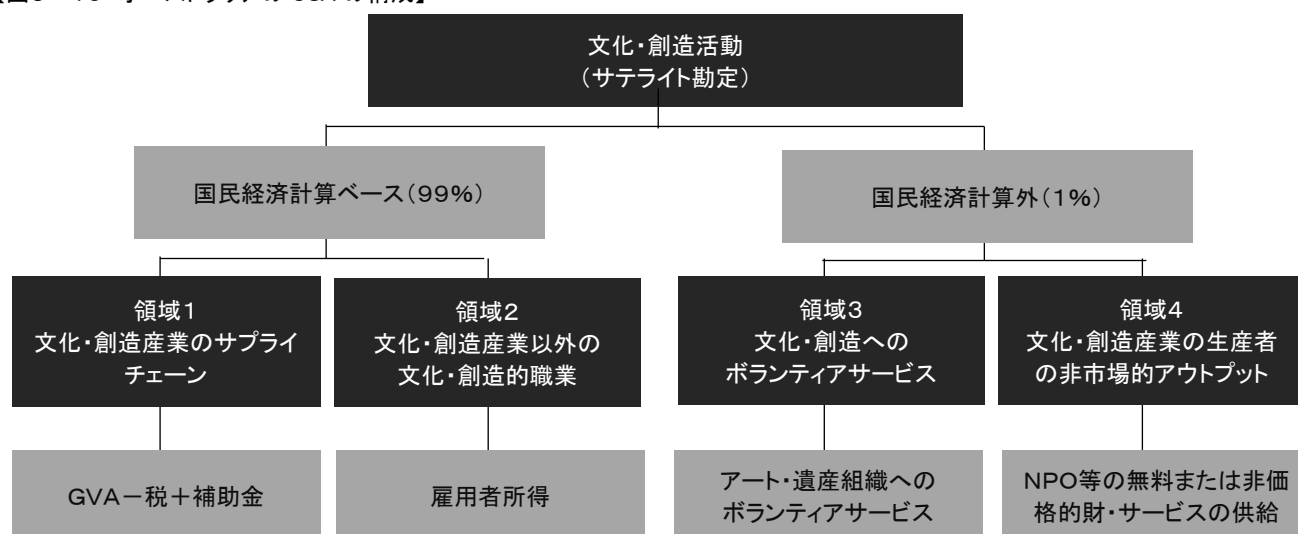 文化・創造活動
（サテライト勘定）
国民経済計算ベース（９９％）
国民経済計算外（１％）
領域１
文化・創造産業のサプライ
チェーン
領域２
文化・創造産業以外の
文化・創造的職業
領域３
文化・創造への
ボランティアサービス
領域４
文化・創造産業の生産者
の非市場的アウトプット
ＧＶＡ－税＋補助金
雇用者所得
アート・遺産組織への
ボランティアサービス
ＮＰＯ等の無料または非価
格的財・サービスの供給